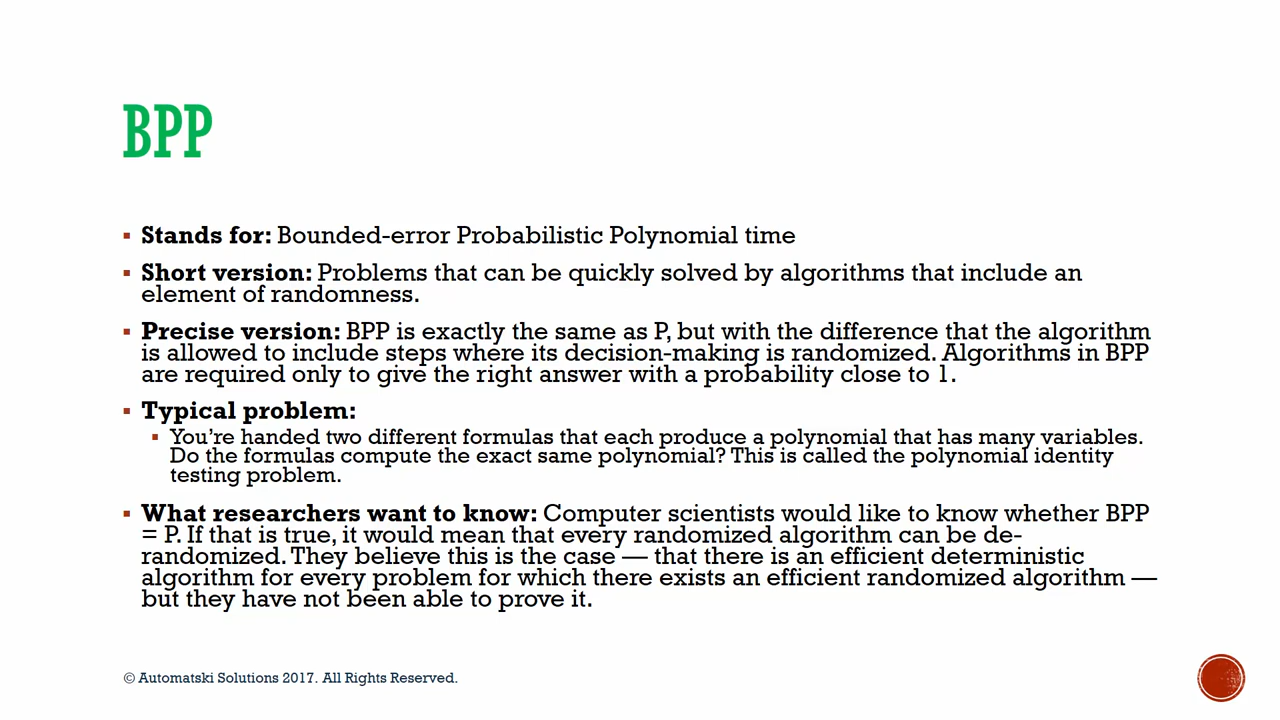 BPP
▪ Stands for: Bounded-error Probabilistic Polynomial time
▪ Short version: Problems that can be quickly solved by algorithms that include an
element of randomness.
▪ Precise version: BPP is exactly the same as P, but with the difference that the algorithm
is allowed to include steps where its decision-making is randomized. Algorithms in BPP
are required only to give the right answer with a probability close to 1.
▪ Typical problem:
▪ You’re handed two different formulas that each produce a polynomial that has many variables.
Do the formulas compute the exact same polynomial? This is called the polynomial identity
testing problem.
▪ What researchers want to know: Computer scientists would like to know whether BPP
= P. If that is true, it would mean that every randomized algorithm can be de-
randomized. They believe this is the case — that there is an efficient deterministic
algorithm for every problem for which there exists an efficient randomized algorithm —
but they have not been able to prove it.
© Automatski Solutions 2017. All Rights Reserved.